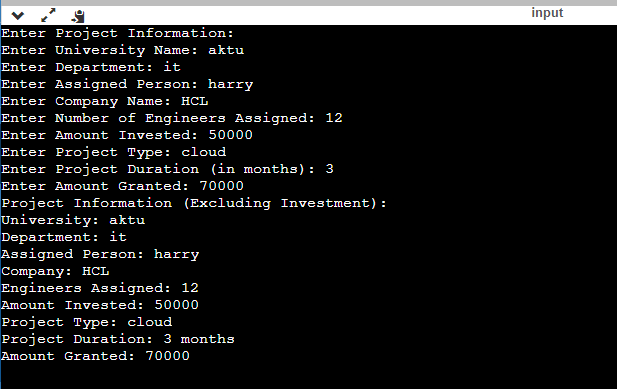 input
Enter Project Information:
Enter University Name: aktu
Enter Department: it
Enter Assigned Person: harry
Enter Company Name: HCL
Enter Number of Engineers Assigned: 12
Enter Amount Invested: 50000
Enter Project Type: cloud
Enter Project Duration (in months): 3
Enter Amount Granted: 70000
Project Information (Excluding Investment):
University: aktu
Department: it
Assigned Person: harry
Company: HCL
Engineers Assigned: 12
Amount Invested: 50000
Project Type: cloud
Project Duration: 3 months
Amount Granted: 70000